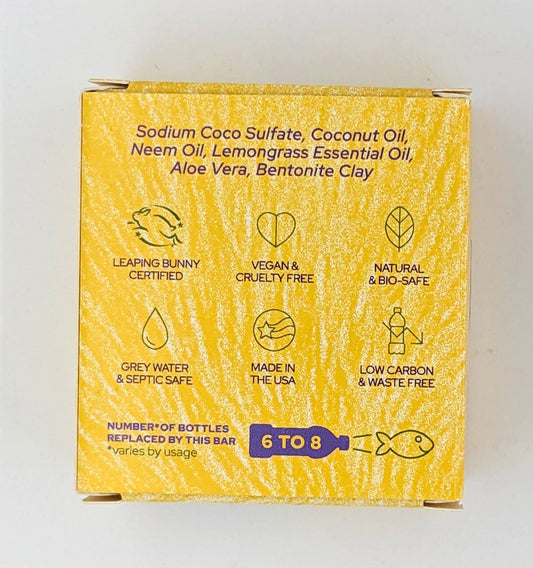 Sodium Coco Sulfate, Coconut Oil,
Neem Oil, Lemongrass Essential Oil,
Aloe Vera, Bentonite Clay
LEAPING BUNNY
CERTIFIED
VEGAN &
CRUELTY FREE
NATURAL
& BIO-SAFE
GREY WATER
& SEPTIC SAFE
MADE IN
THE USA
LOW CARBON
& WASTE FREE
NUMBER*OF BOTTLES
REPLACED BY THIS BAR
*varies by usage
6 TO 8